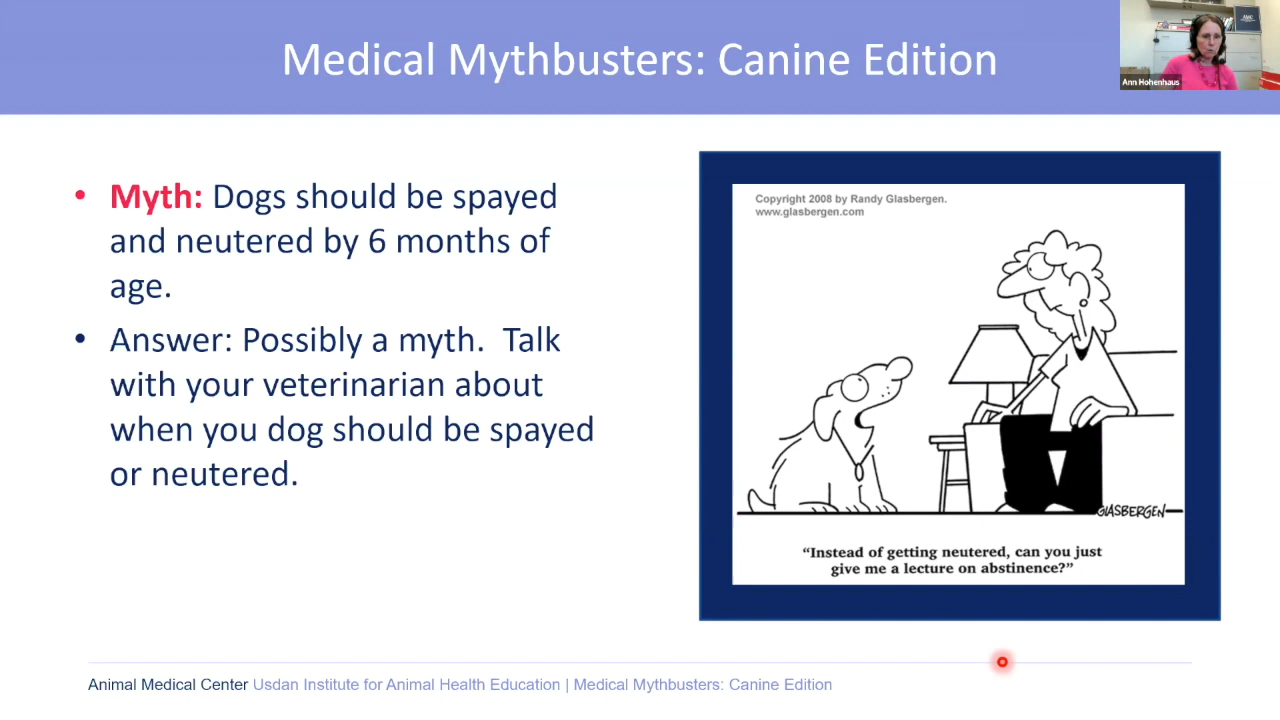 Medical Mythbusters: Canine Edition
Ann Hohenhaus
• Myth: Dogs should be spayed
and neutered by 6 months of
age.
• Answer: Possibly a myth.  Talk
with your veterinarian about
when you dog should be spayed
or neutered.
Copyright 2008 by Randy Glasbergen.
www.glasbergen.com
GLASBERGEN
“Instead of getting neutered, can you just
give me a lecture on abstinence?”
Animal Medical Center Usdan Institute for Animal Health Education | Medical Mythbusters: Canine Edition